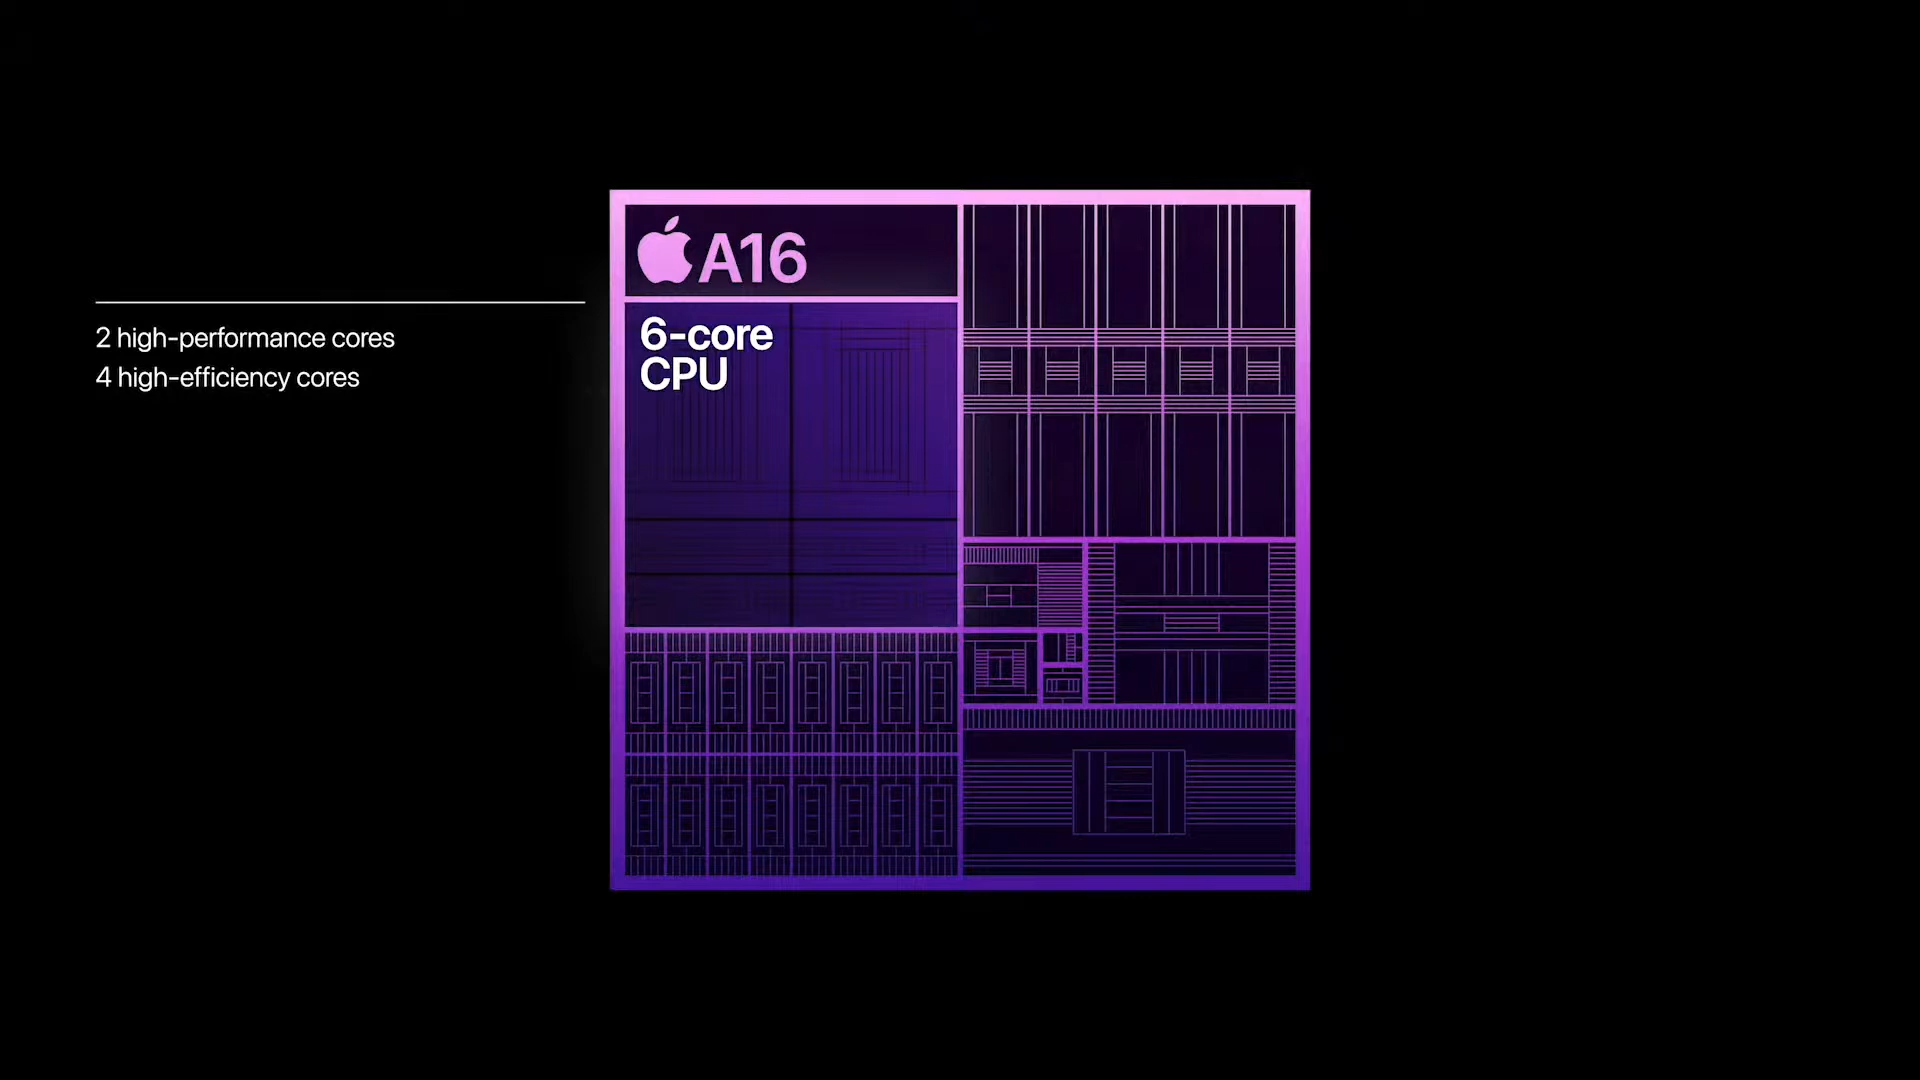 A16
6-core
CPU
2 high-performance cores
4 high-efficiency cores